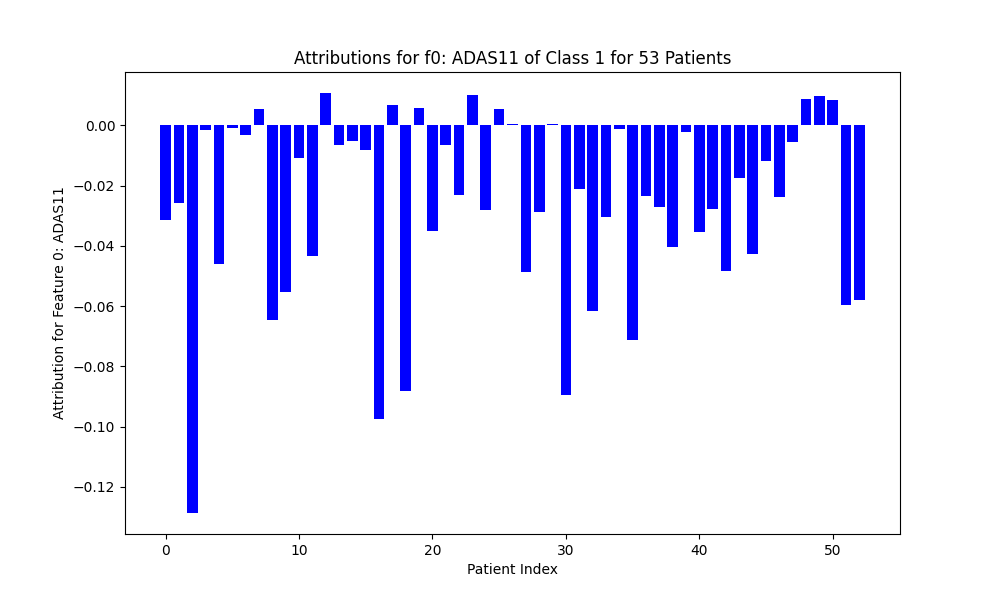 Attributions for f0: ADAS11 of Class 1 for 53 Patients
Attribution for Feature 0: ADAS11
0.00
−0.02
−0.04
−0.06
−0.08
−0.10
−0.12
0 10 20 30 40 50
Patient Index